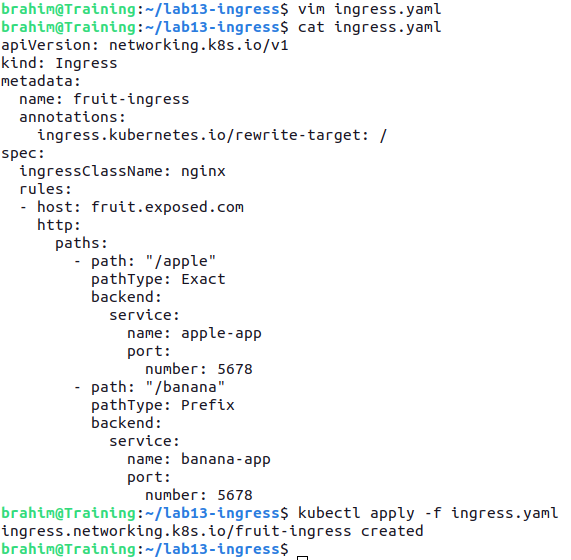 brahim@Training:~/lab13-ingress$ vim ingress.yaml
brahim@Training:~/lab13-ingress$ cat ingress.yaml
apiVersion: networking.k8s.io/v1
kind: Ingress
metadata:
  name: fruit-ingress
  annotations:
    ingress.kubernetes.io/rewrite-target: /
spec:
  ingressClassName: nginx
  rules:
  - host: fruit.exposed.com
    http:
      paths:
        - path: "/apple"
          pathType: Exact
          backend:
            service:
              name: apple-app
              port:
                number: 5678
        - path: "/banana"
          pathType: Prefix
          backend:
            service:
              name: banana-app
              port:
                number: 5678
brahim@Training:~/lab13-ingress$ kubectl apply -f ingress.yaml
ingress.networking.k8s.io/fruit-ingress created
brahim@Training:~/lab13-ingress$